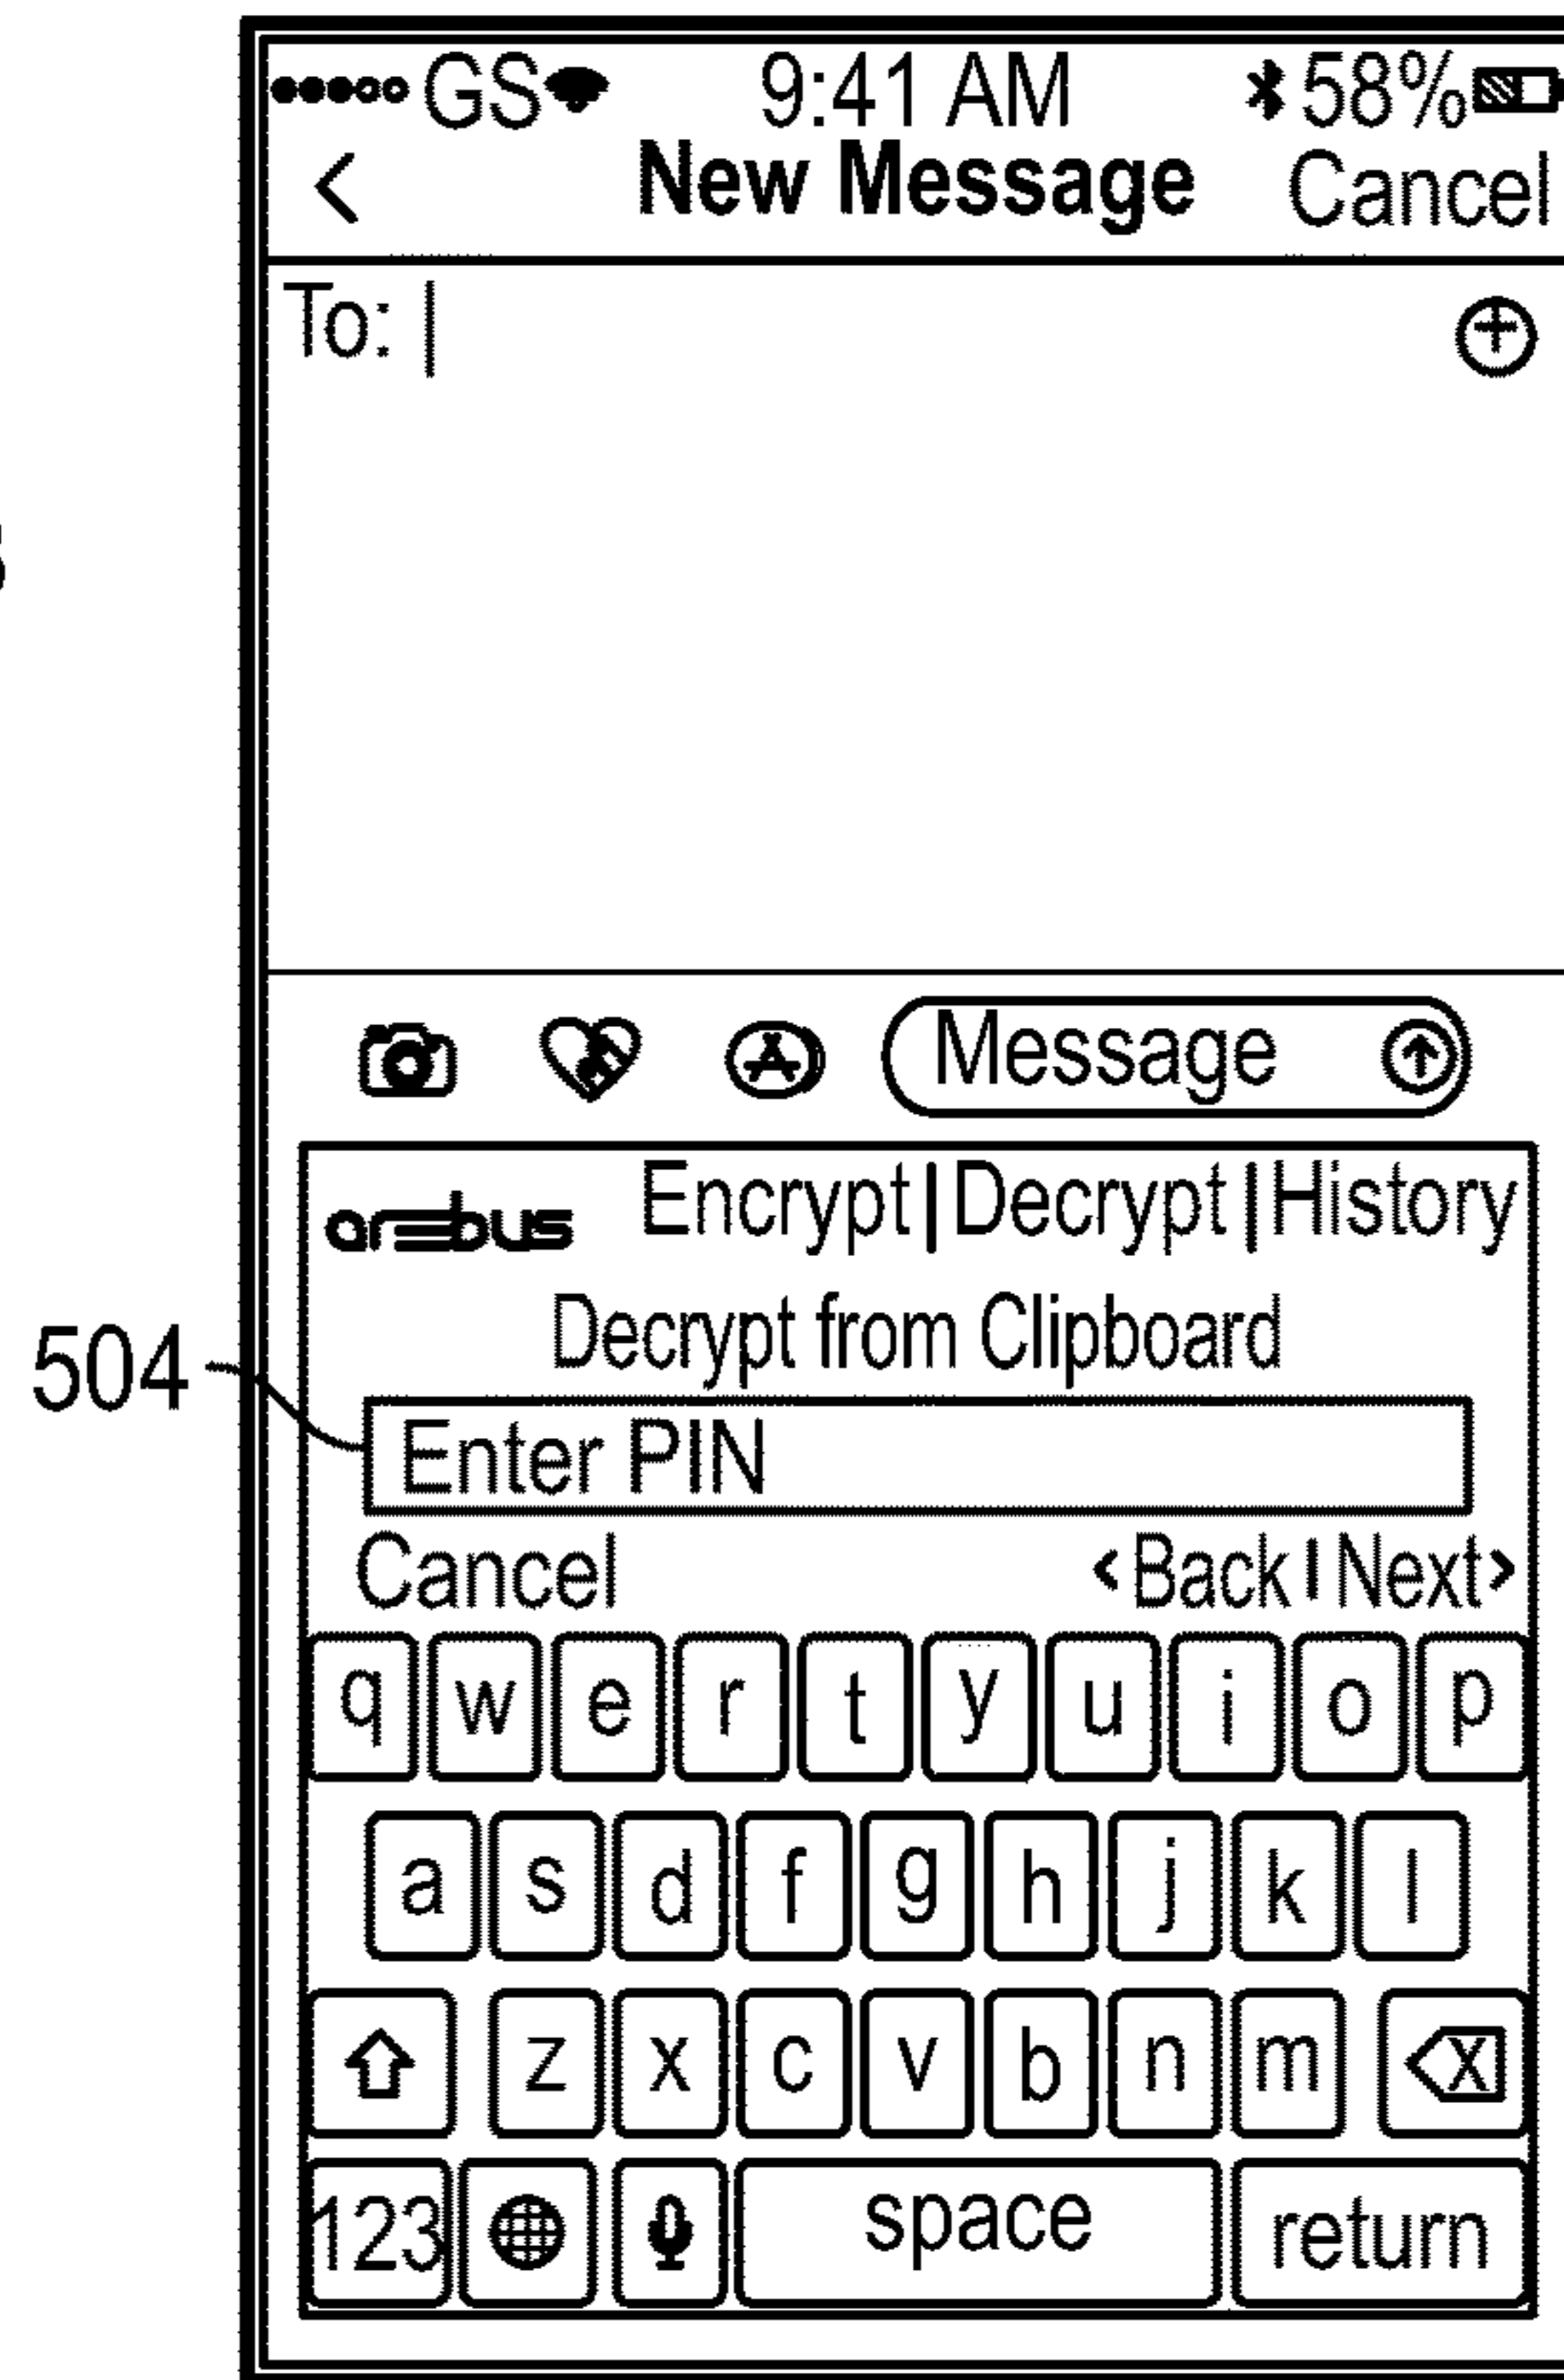 GS 9:41 AM 58%
< New Message Cancel
To:
Message
Encrypt | Decrypt | History
Decrypt from Clipboard
504
Enter PIN
Cancel <Back | Next>
q w e r t y u i o p
a s d f g h j k l
z x c v b n m x
123 space return